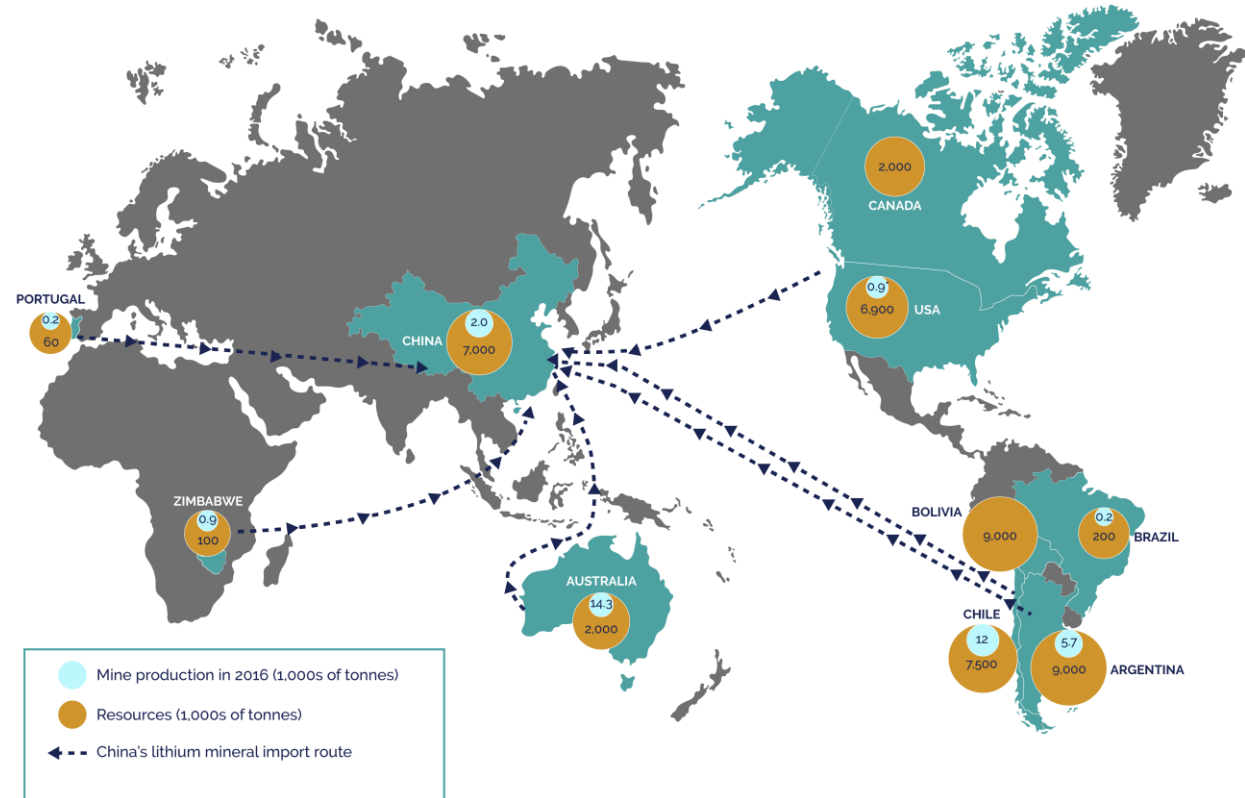 2,000
CANADA
PORTUGAL
0.2
60
0.9*
6,900
USA
CHINA
2.0
7,000
ZIMBABWE
0.9
100
BOLIVIA
9,000
0.2
200
BRAZIL
AUSTRALIA
14.3
2,000
CHILE
12
7,500
5.7
9,000
ARGENTINA
Mine production in 2016 (1,000s of tonnes)
Resources (1,000s of tonnes)
China's lithium mineral import route